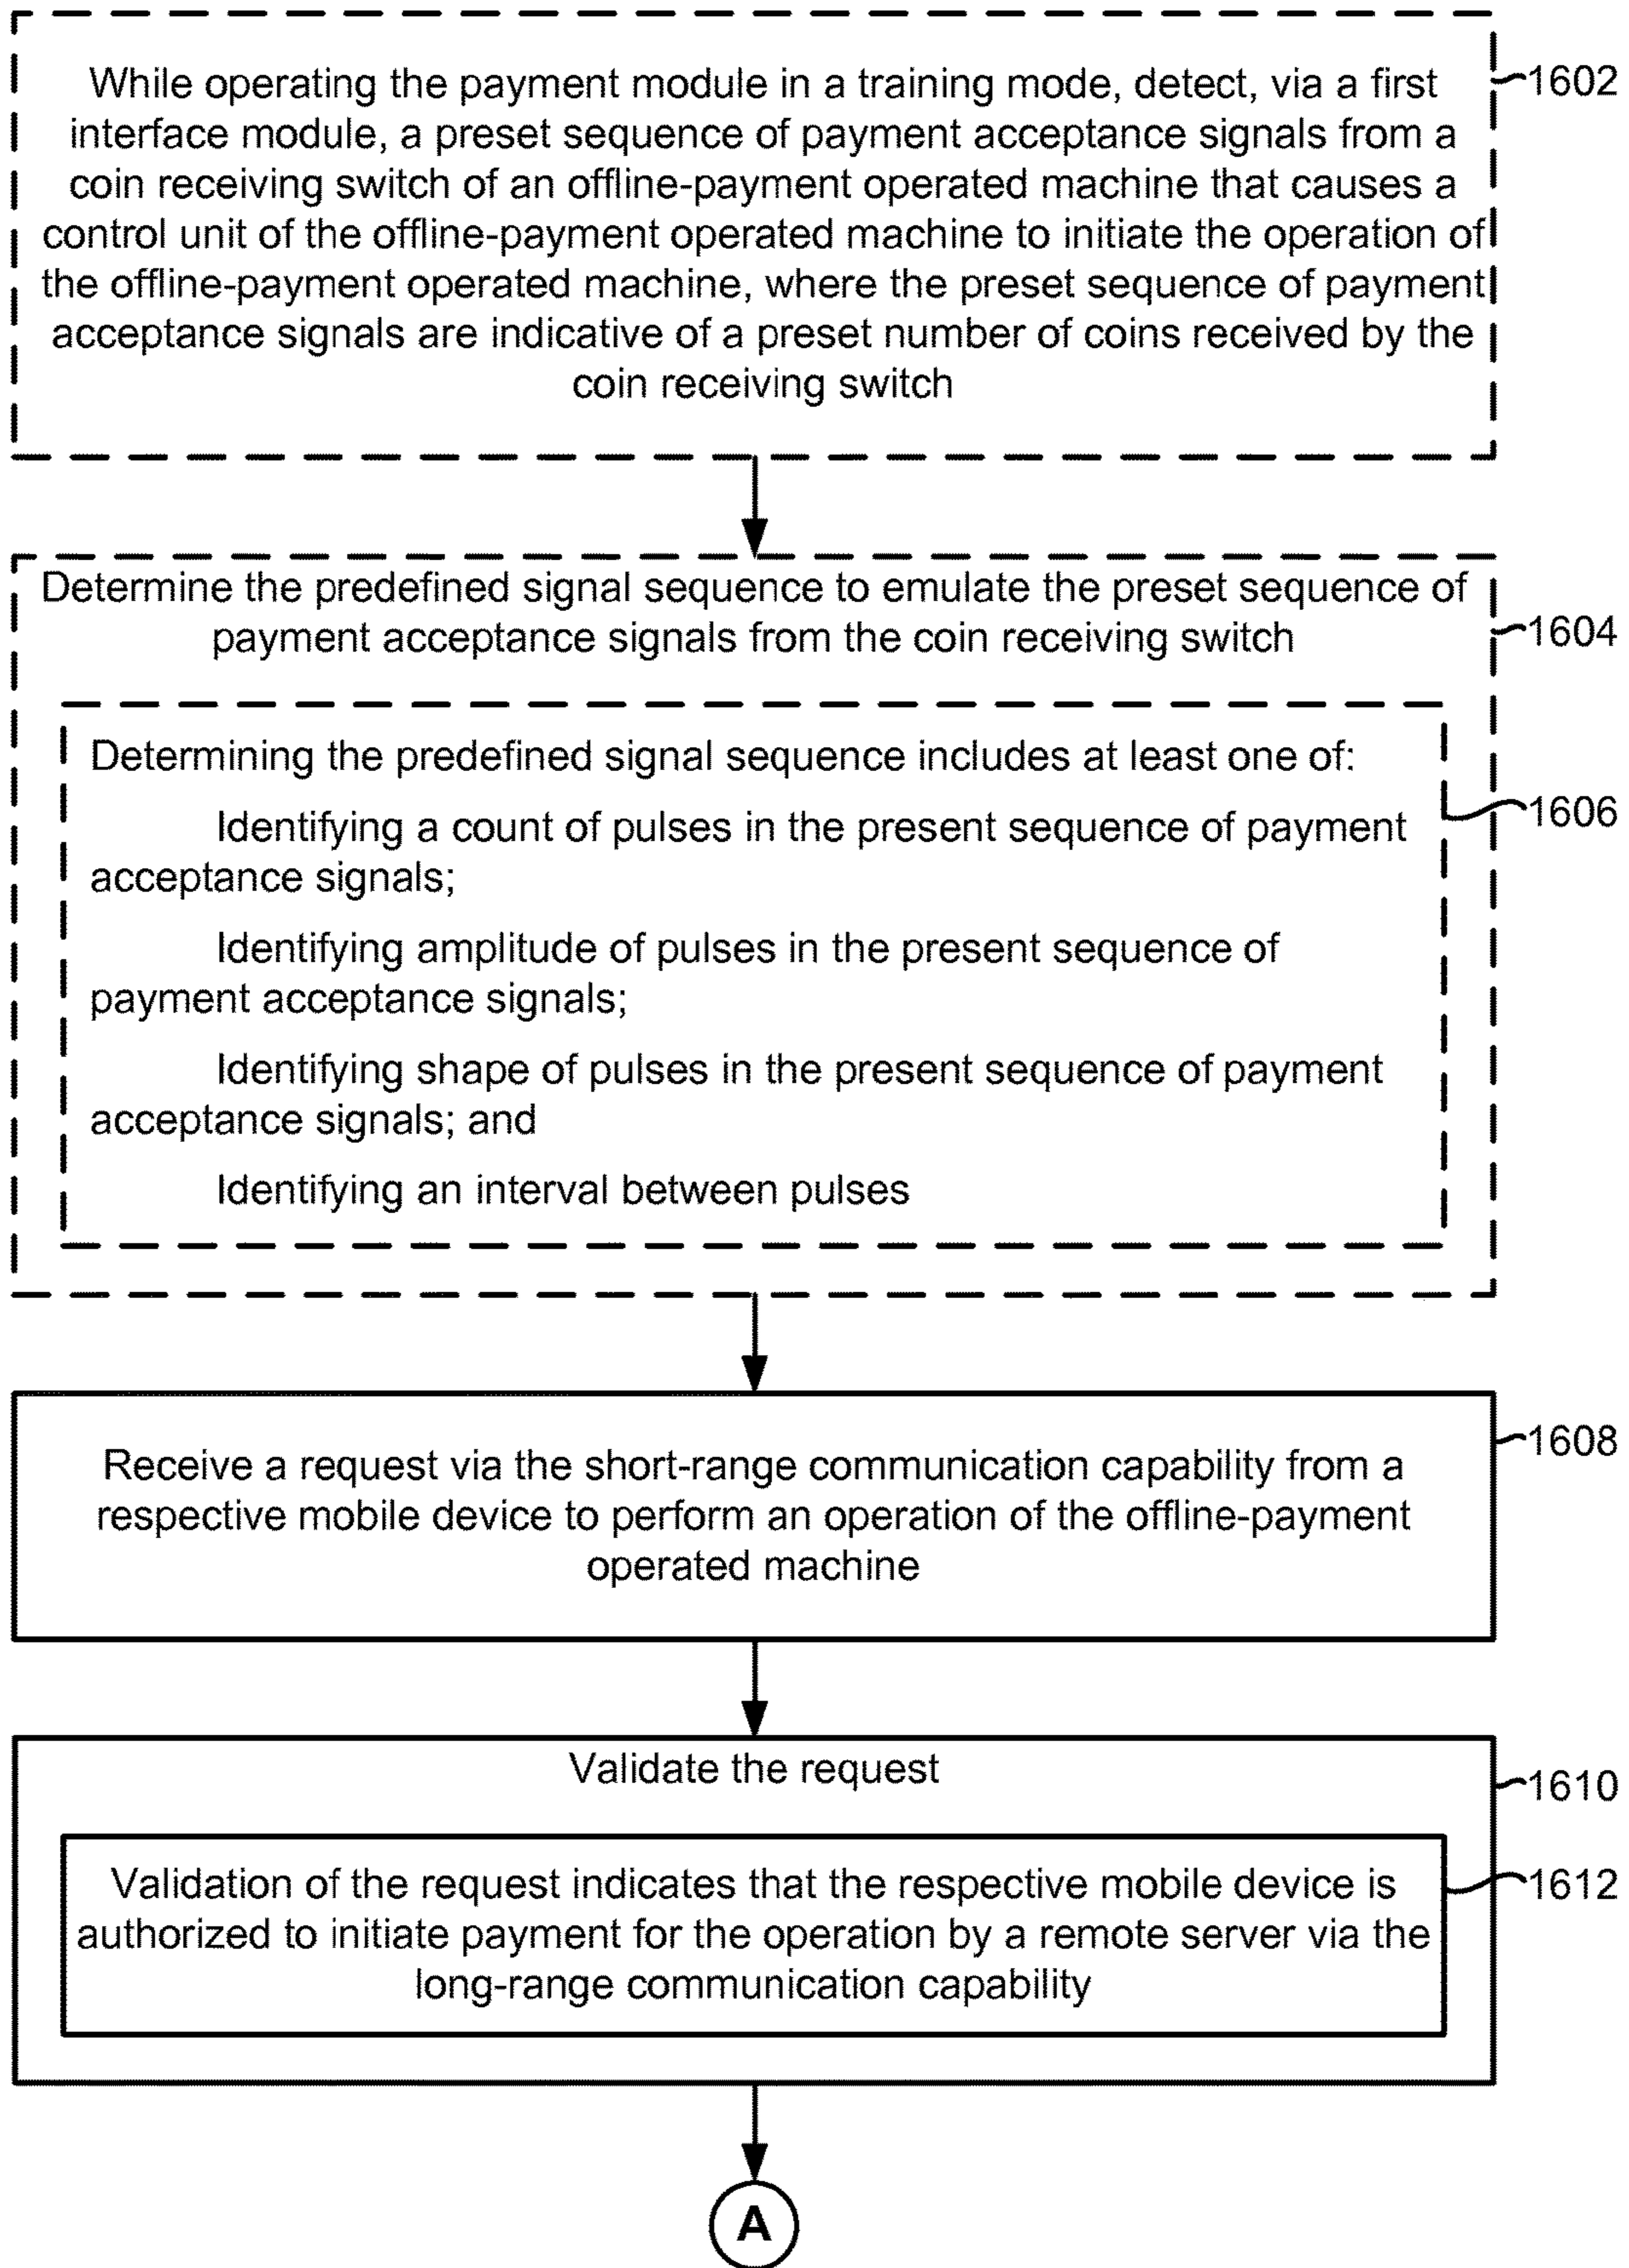 While operating the payment module in a training mode, detect, via a first
interface module, a preset sequence of payment acceptance signals from a
coin receiving switch of an offline-payment operated machine that causes a
control unit of the offline-payment operated machine to initiate the operation of
the offline-payment operated machine, where the preset sequence of payment
acceptance signals are indicative of a preset number of coins received by the
coin receiving switch
1602
Determine the predefined signal sequence to emulate the preset sequence of
payment acceptance signals from the coin receiving switch
1604
Determining the predefined signal sequence includes at least one of:
Identifying a count of pulses in the present sequence of payment
acceptance signals;
Identifying amplitude of pulses in the present sequence of
payment acceptance signals;
Identifying shape of pulses in the present sequence of payment
acceptance signals; and
Identifying an interval between pulses
1606
Receive a request via the short-range communication capability from a
respective mobile device to perform an operation of the offline-payment
operated machine
1608
Validate the request
1610
Validation of the request indicates that the respective mobile device is
authorized to initiate payment for the operation by a remote server via the
long-range communication capability
1612
A